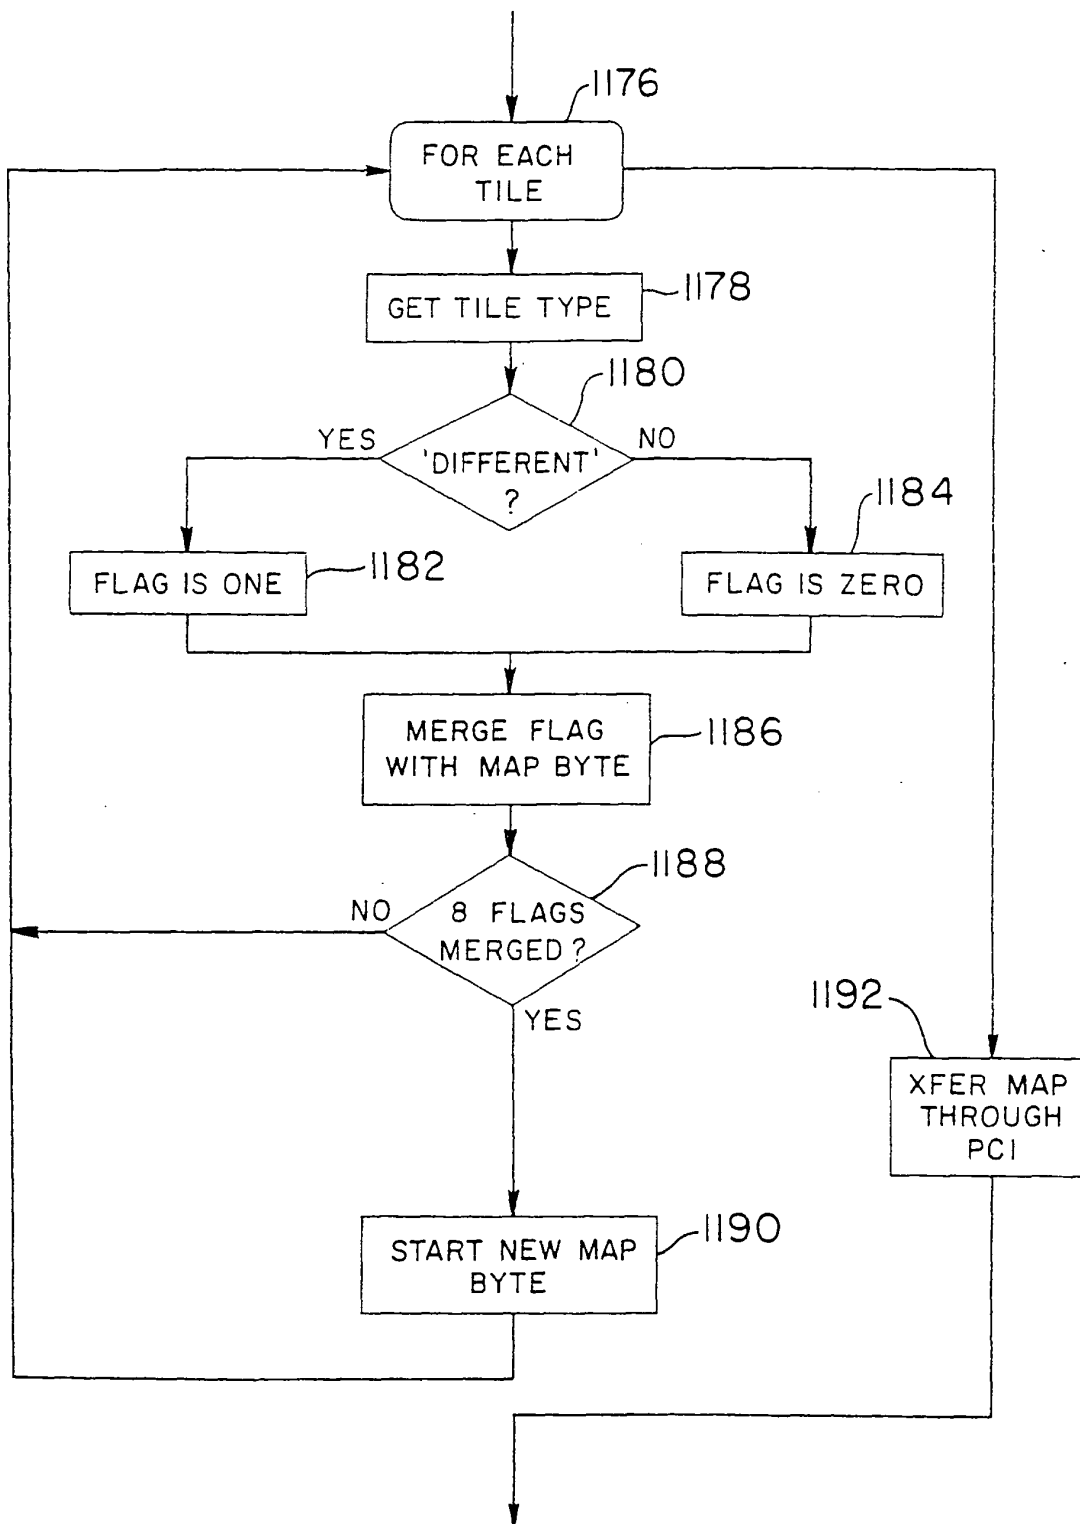 1176
FOR EACH
TILE
GET TILE TYPE
1178
1180
YES
NO
'DIFFERENT'
?
1184
FLAG IS ONE
1182
FLAG IS ZERO
MERGE FLAG
WITH MAP BYTE
1186
1188
NO
8 FLAGS
MERGED?
YES
1192
XFER MAP
THROUGH
PCI
1190
START NEW MAP
BYTE